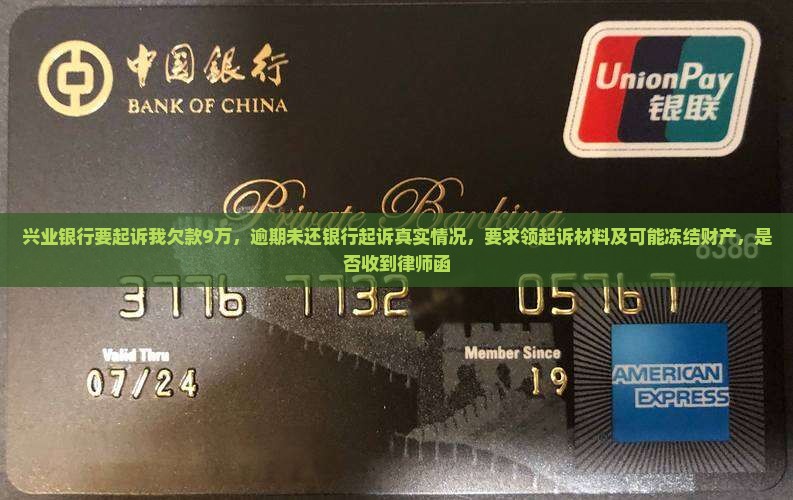 中国银行
BANK OF CHINA
UnionPay
银联
Private Banking
兴业银行要起诉我欠款9万，逾期未还银行起诉真实情况，要求领起诉材料及可能冻结财产，是
否收到律师函
3776 7732 05767
Valid Thru
Member Since
07/24
19
AMERICAN
EXPRESS